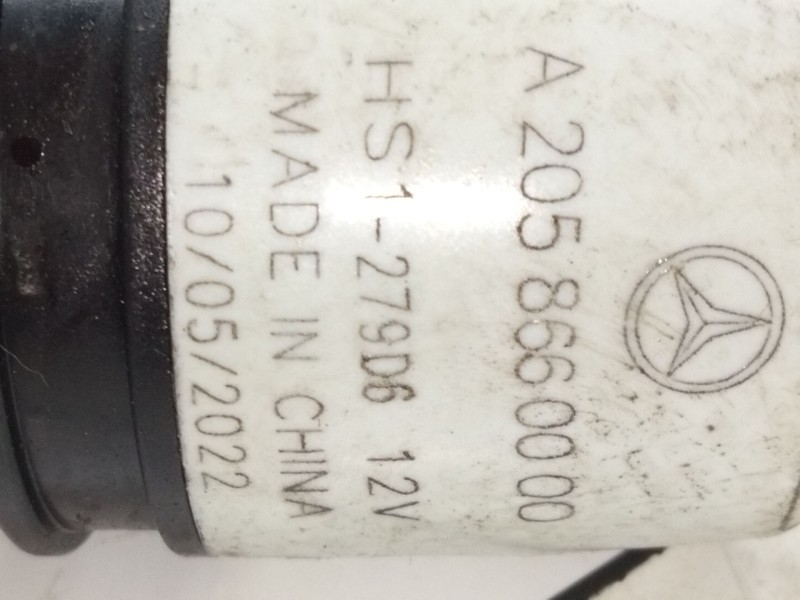 A 205 866 00 00
HS1-279D6 12V
MADE IN CHINA
10/05/2022